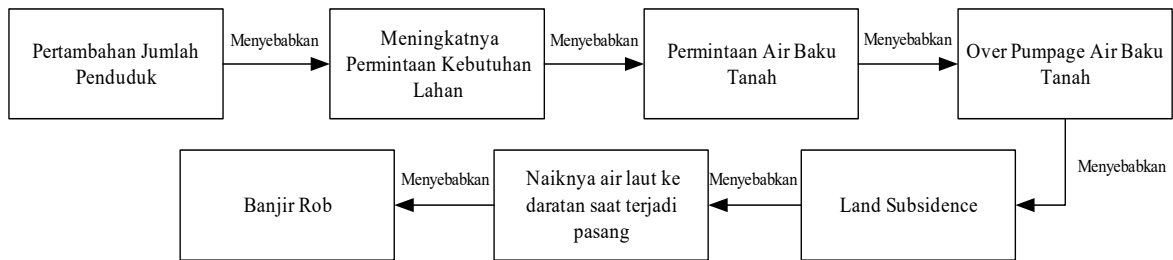 Pertambahan Jumlah
Penduduk
Menyebabkan
Meningkatnya
Permintaan Kebutuhan
Lahan
Menyebabkan
Permintaan Air Baku
Tanah
Menyebabkan
Over Pumpage Air Baku
Tanah
Menyebabkan
Land Subsidence
Menyebabkan
Naiknya air laut ke
daratan saat terjadi
pasang
Menyebabkan
Banjir Rob